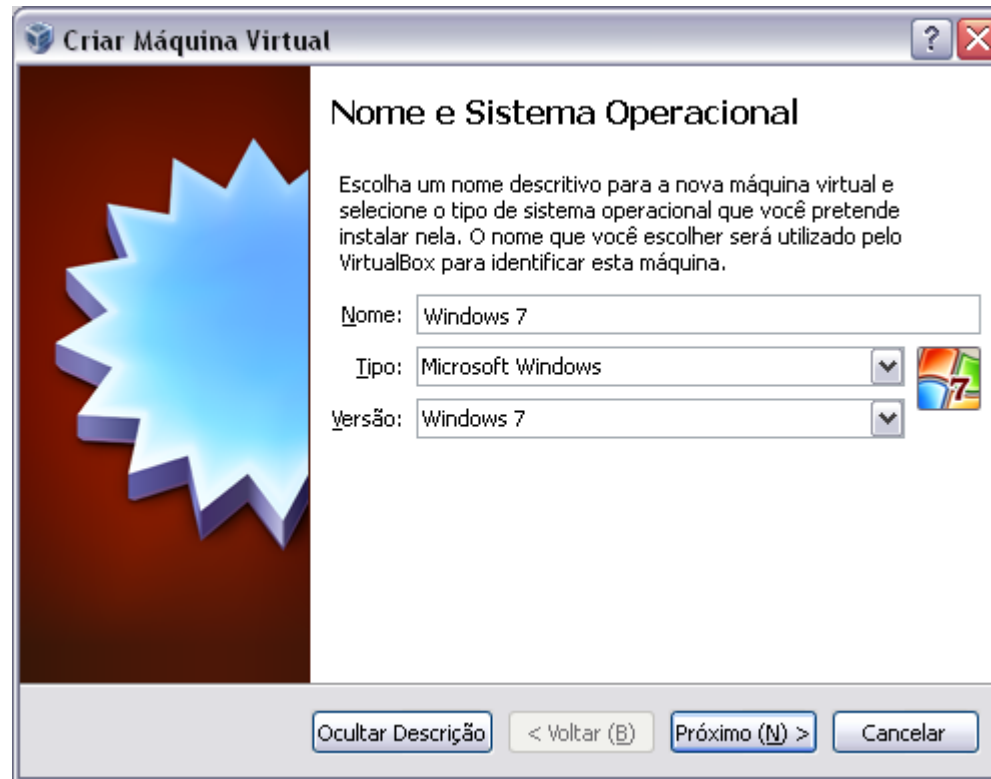 Criar Máquina Virtual
?
Nome e Sistema Operacional
Escolha um nome descritivo para a nova máquina virtual e
selecione o tipo de sistema operacional que você pretende
instalar nela. O nome que você escolher será utilizado pelo
VirtualBox para identificar esta máquina.
Nome: Windows 7
Tipo: Microsoft Windows
7
Versão: Windows 7
Ocultar Descrição < Voltar (B) Próximo (N) > Cancelar